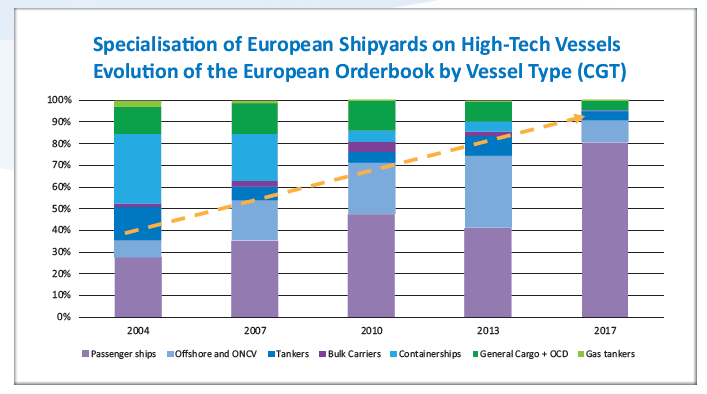 Specialisation of European Shipyards on High-Tech Vessels
Evolution of the European Orderbook by Vessel Type (CGT)
100%
90%
80%
70%
60%
50%
40%
30%
20%
10%
0%
2004 2007 2010 2013 2017
Passenger ships Offshore and ONCV Tankers Bulk Carriers Containerships General Cargo + OCD Gas tankers